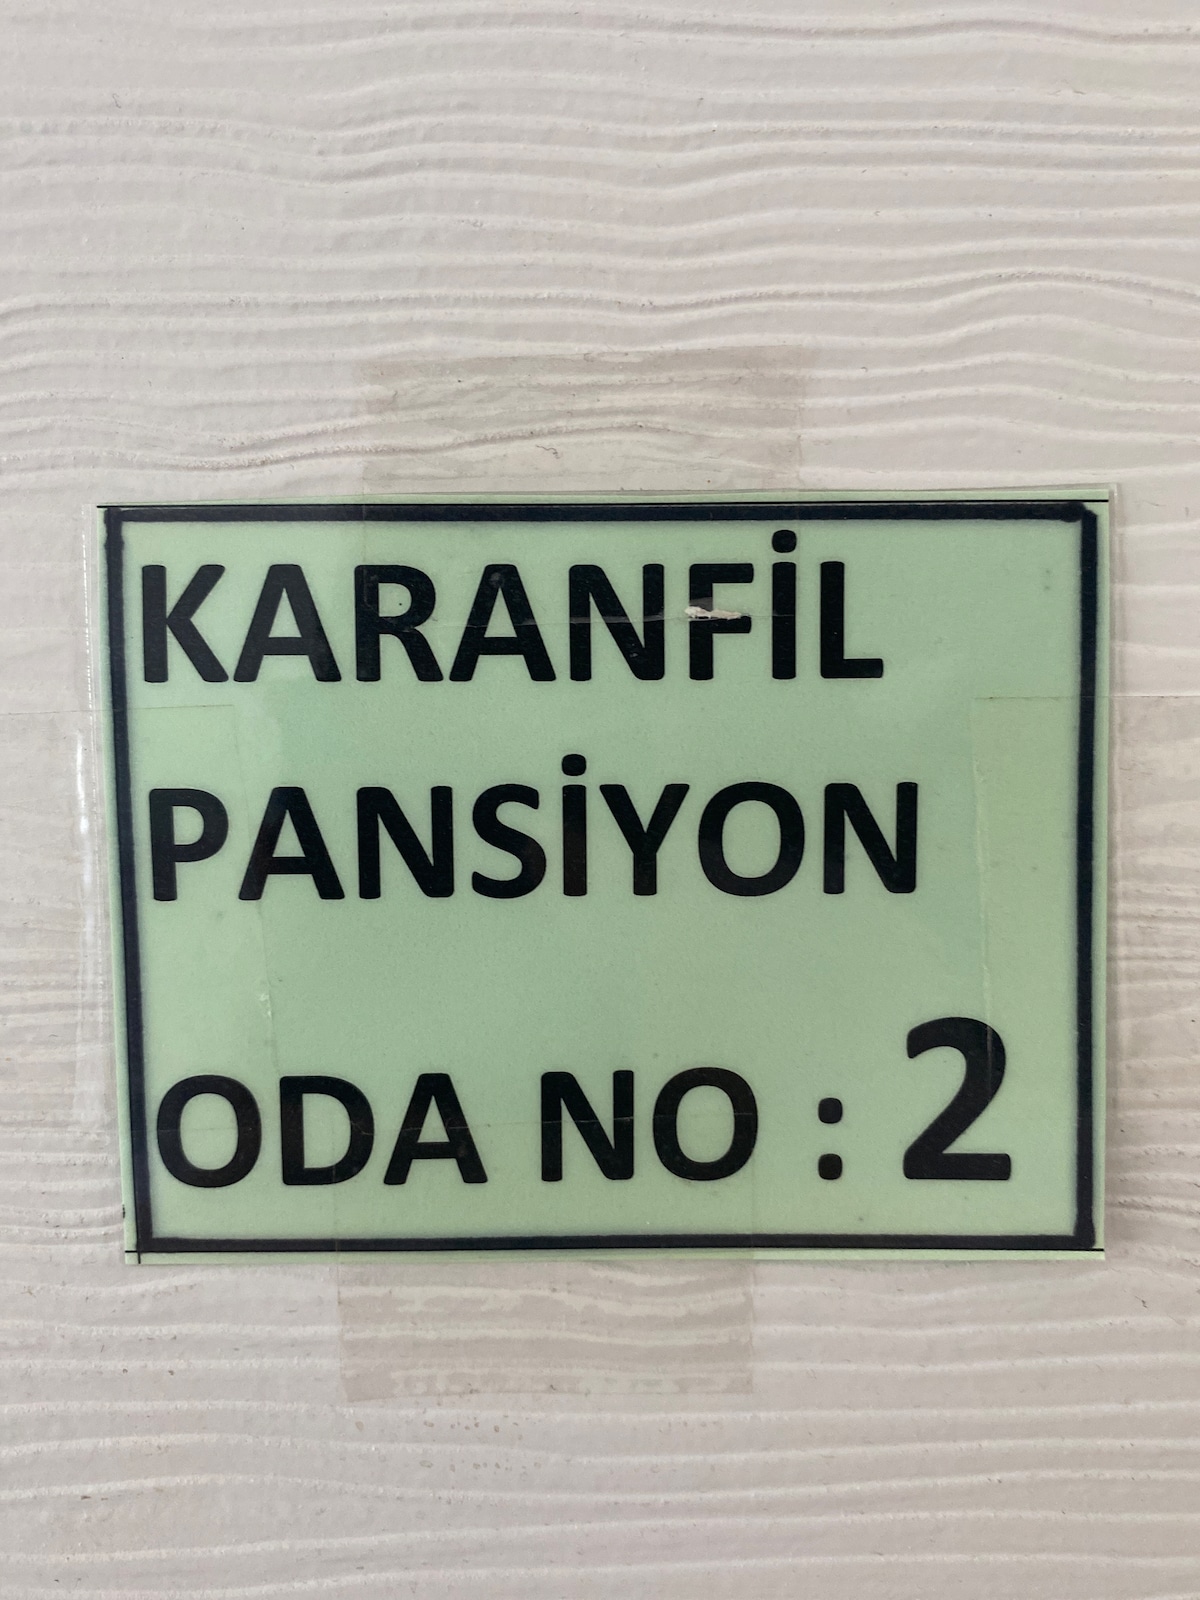 KARANFİL
PANSİYON
ODA NO : 2